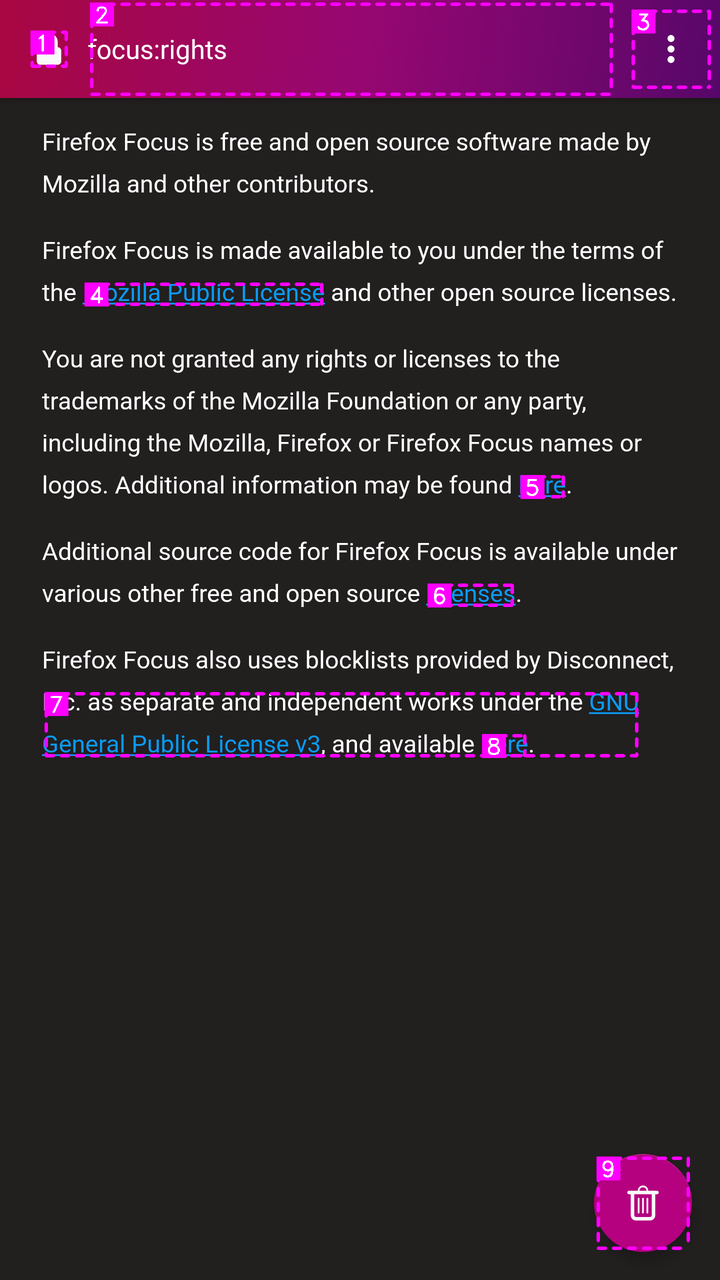 1
2
focus:rights
3
Firefox Focus is free and open source software made by
Mozilla and other contributors.
Firefox Focus is made available to you under the terms of
the 4 ozilla Public License and other open source licenses.
You are not granted any rights or licenses to the
trademarks of the Mozilla Foundation or any party,
including the Mozilla, Firefox or Firefox Focus names or
logos. Additional information may be found 5 re.
Additional source code for Firefox Focus is available under
various other free and open source 6 enses.
Firefox Focus also uses blocklists provided by Disconnect,
7 c. as separate and independent works under the GNU
General Public License v3, and available 8 re.
9